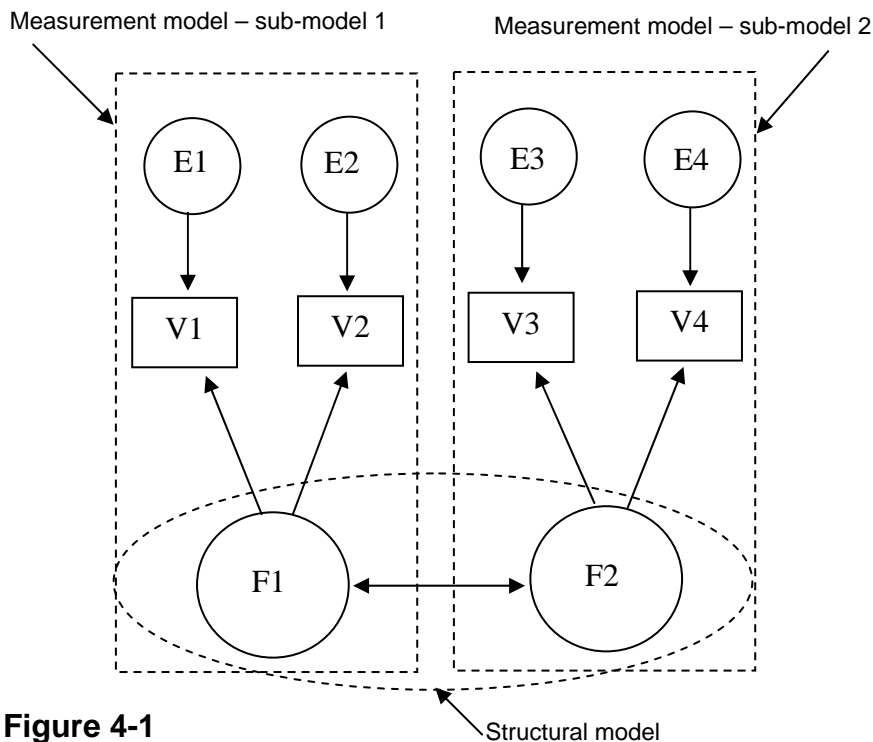 Measurement model – sub-model 1
Measurement model – sub-model 2
E1
E2
E3
E4
V1
V2
V3
V4
F1
F2
Figure 4-1
Structural model